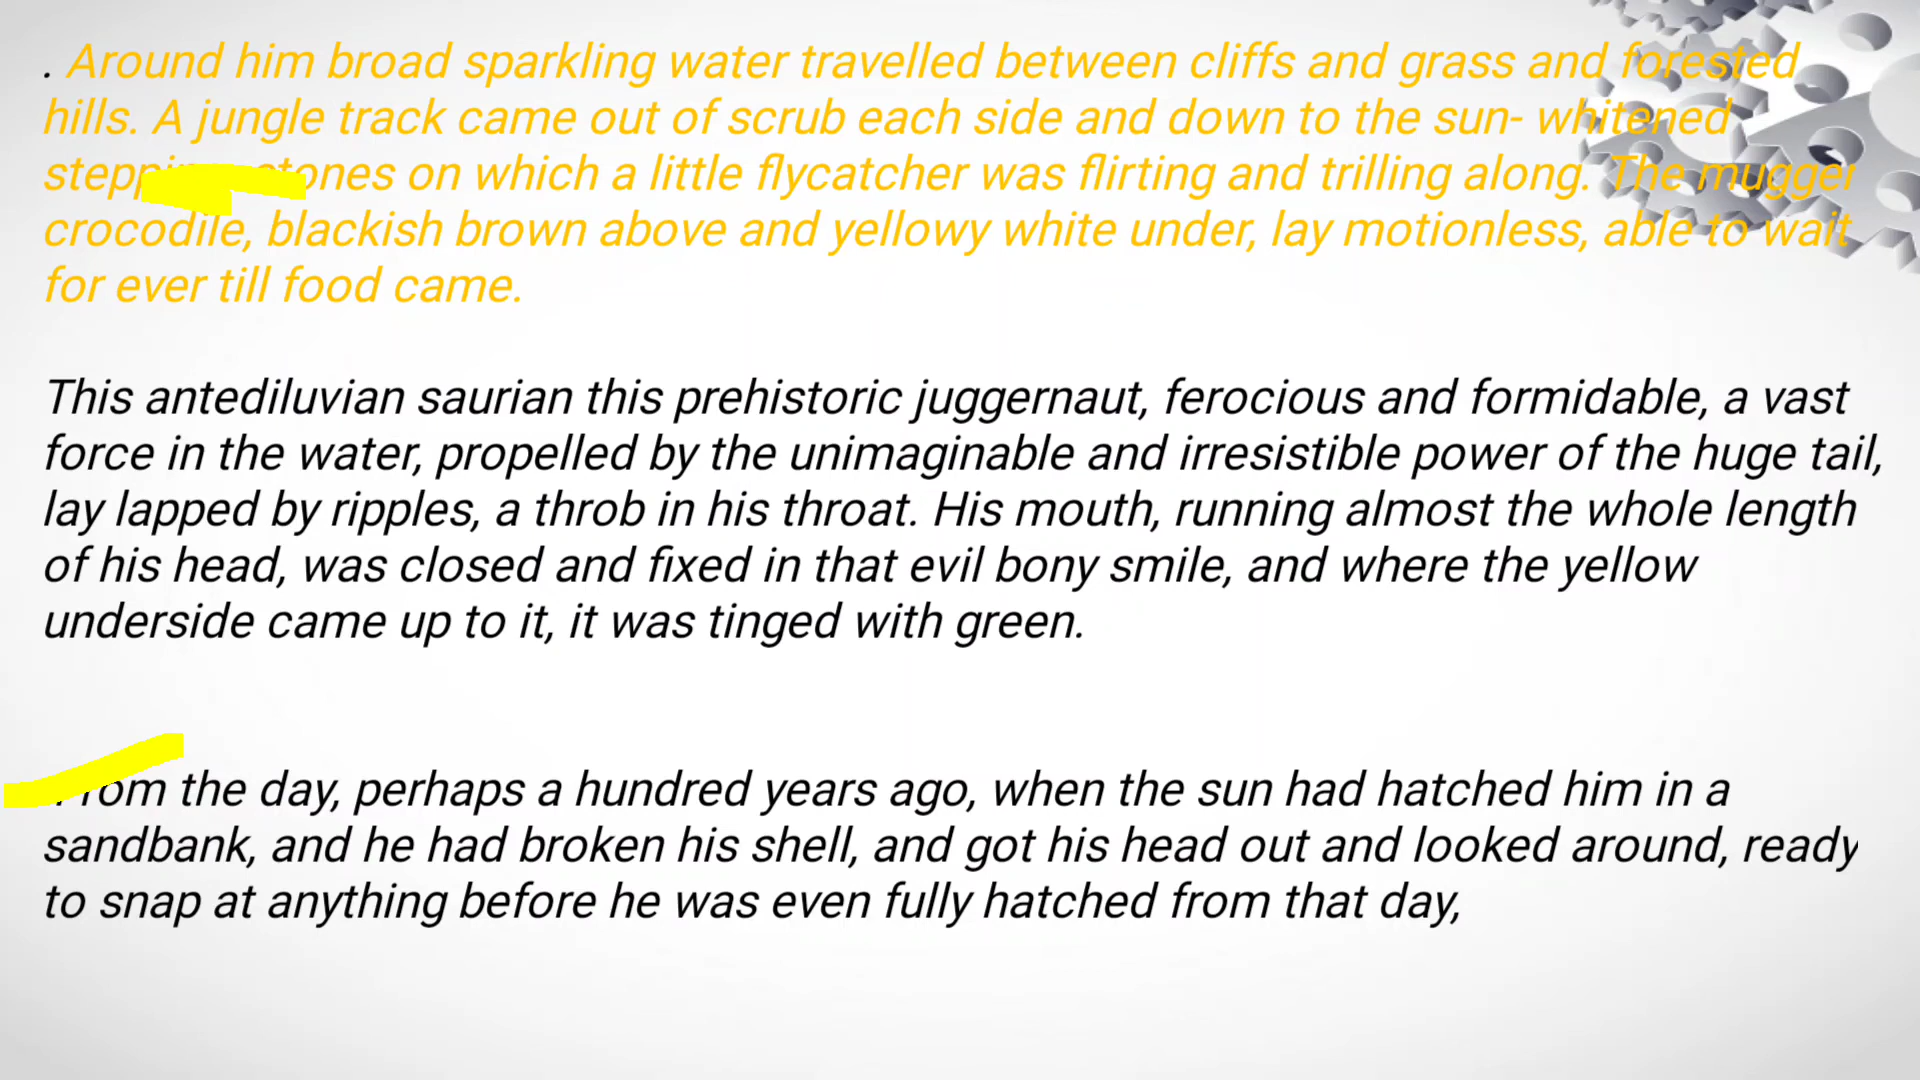 . Around him broad sparkling water travelled between cliffs and grass and forested
hills. A jungle track came out of scrub each side and down to the sun- whitened
stones on which a little flycatcher was flirting and trilling along. The mugger
crocodile, blackish brown above and yellowy white under, lay motionless, able to wait
for ever till food came.
This antediluvian saurian this prehistoric juggernaut, ferocious and formidable, a vast
force in the water, propelled by the unimaginable and irresistible power of the huge tail,
lay lapped by ripples, a throb in his throat. His mouth, running almost the whole length
of his head, was closed and fixed in that evil bony smile, and where the yellow
underside came up to it, it was tinged with green.
From the day, perhaps a hundred years ago, when the sun had hatched him in a
sandbank, and he had broken his shell, and got his head out and looked around, ready
to snap at anything before he was even fully hatched from that day,